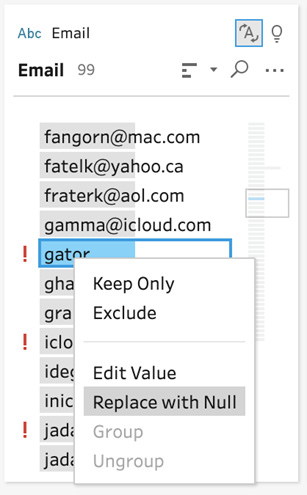 Abc Email
Email 99
fangorn@mac.com
fatelk@yahoo.ca
fraterk@aol.com
gamma@icloud.com
! gator
gha
Keep Only
gra
Exclude
! iclo
ideg
Edit Value
inic
Replace with Null
! jada
Group
jada
Ungroup